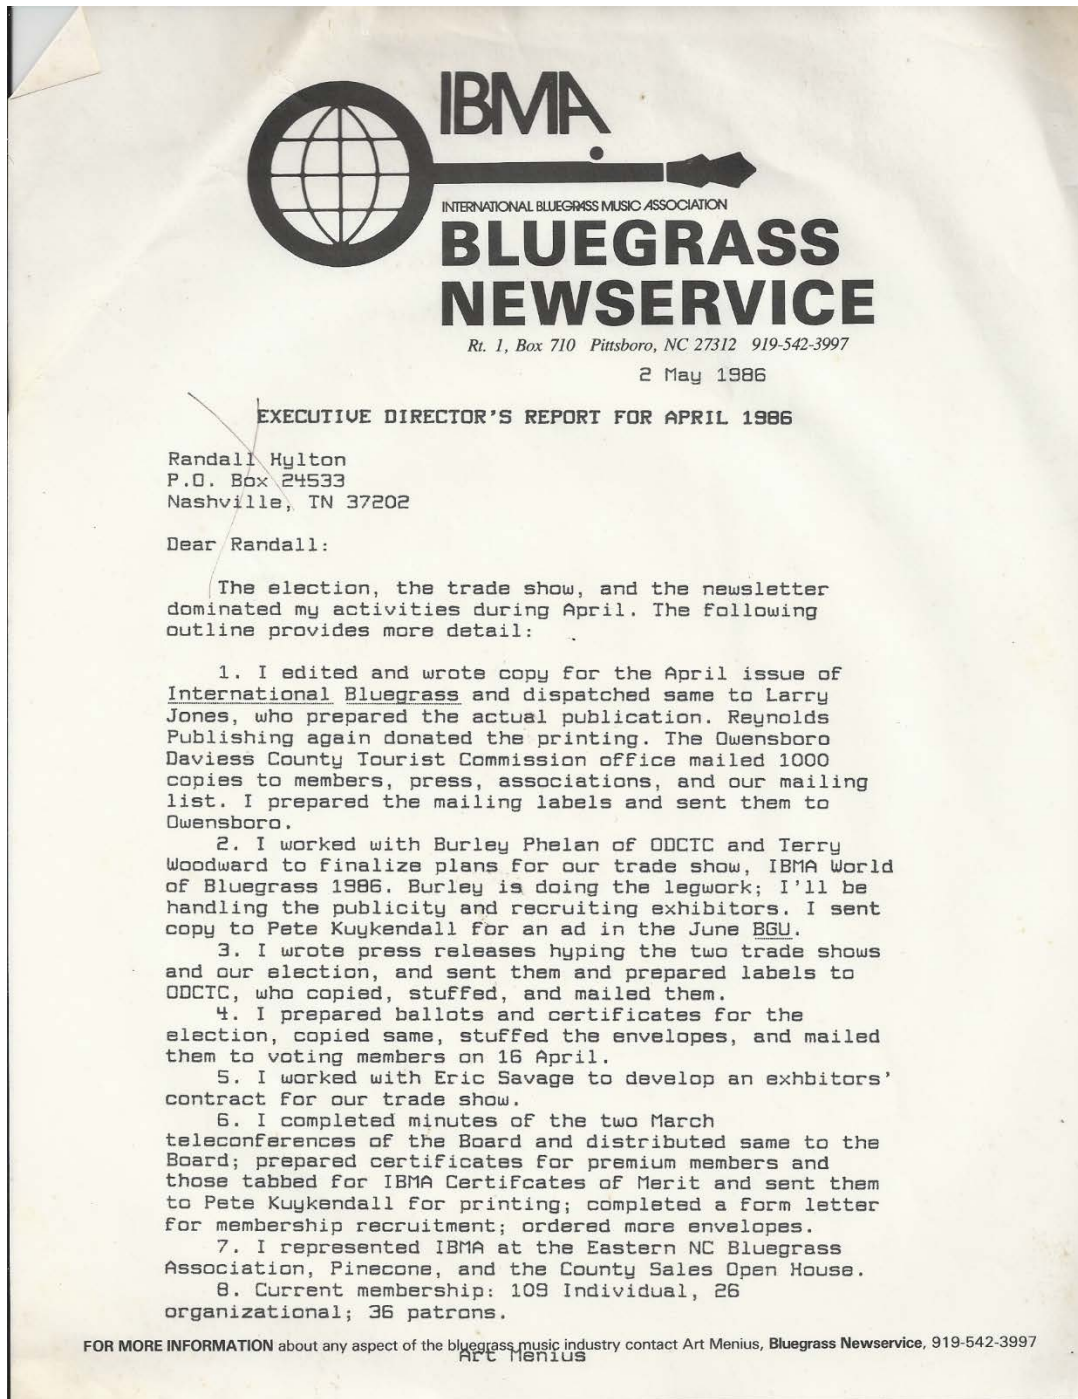 IBMA
INTERNATIONAL BLUEGRASS MUSIC ASSOCIATION
BLUEGRASS
NEWSERVICE
Rt. 1, Box 710 Pittsboro, NC 27312 919-542-3997
2 May 1986
EXECUTIVE DIRECTOR'S REPORT FOR APRIL 1986
Randall Hylton
P.O. Box 24533
Nashville, TN 37202
Dear Randall:
The election, the trade show, and the newsletter
dominated my activities during April. The following
outline provides more detail:
1. I edited and wrote copy for the April issue of
International Bluegrass and dispatched same to Larry
Jones, who prepared the actual publication. Reynolds
Publishing again donated the printing. The Owensboro
Daviess County Tourist Commission office mailed 1000
copies to members, press, associations, and our mailing
list. I prepared the mailing labels and sent them to
Owensboro.
2. I worked with Burley Phelan of ODCTC and Terry
Woodward to finalize plans for our trade show, IBMA World
of Bluegrass 1986. Burley is doing the legwork; I'll be
handling the publicity and recruiting exhibitors. I sent
copy to Pete Kuykendall for an ad in the June BGU.
3. I wrote press releases hyping the two trade shows
and our election, and sent them and prepared labels to
ODCTC, who copied, stuffed, and mailed them.
4. I prepared ballots and certificates for the
election, copied same, stuffed the envelopes, and mailed
them to voting members on 16 April.
5. I worked with Eric Savage to develop an exhbitors'
contract for our trade show.
6. I completed minutes of the two March
teleconferences of the Board and distributed same to the
Board; prepared certificates for premium members and
those tabbed for IBMA Certifcates of Merit and sent them
to Pete Kuykendall for printing; completed a form letter
for membership recruitment; ordered more envelopes.
7. I represented IBMA at the Eastern NC Bluegrass
Association, Pinecone, and the County Sales Open House.
8. Current membership: 109 Individual, 26
organizational; 36 patrons.
FOR MORE INFORMATION about any aspect of the bluegrass music industry contact Art Menius, Bluegrass Newservice, 919-542-3997
Art Menius